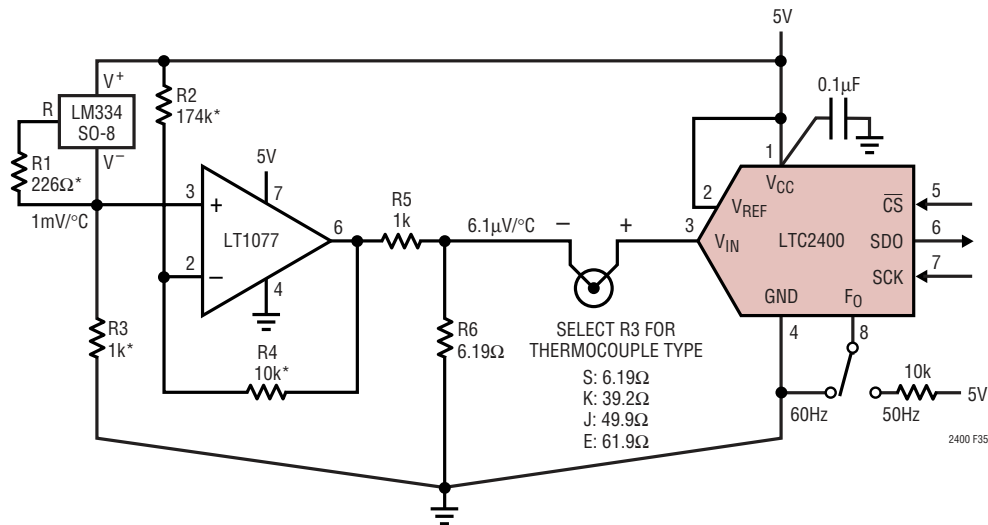 5V
0.1µF
V+
R
LM334
SO-8
V–
R1
226Ω*
1mV/°C
R2
174k*
3
+
5V
7
LT1077
6
2
–
4
R5
1k
6.1µV/°C
–
+
R3
1k*
R4
10k*
R6
6.19Ω
SELECT R3 FOR
THERMOCOUPLE TYPE
S: 6.19Ω
K: 39.2Ω
J: 49.9Ω
E: 61.9Ω
1
VCC
2
VREF
3
VIN
LTC2400
CS
5
SDO
6
SCK
7
GND
FO
4
8
60Hz
50Hz
10k
5V
2400 F35